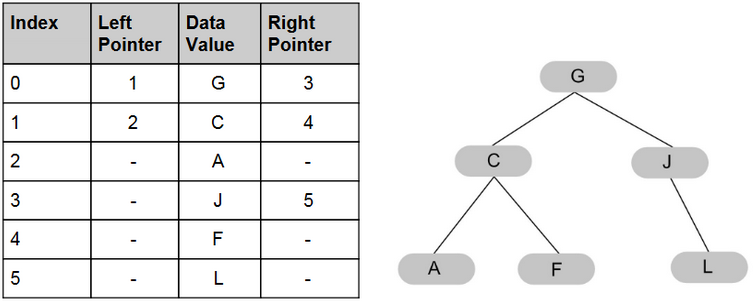 Index Left Pointer Data Value Right Pointer
0 1 G 3
1 2 C 4
2 - A -
3 - J 5
4 - F -
5 - L -
G
C J
A F L